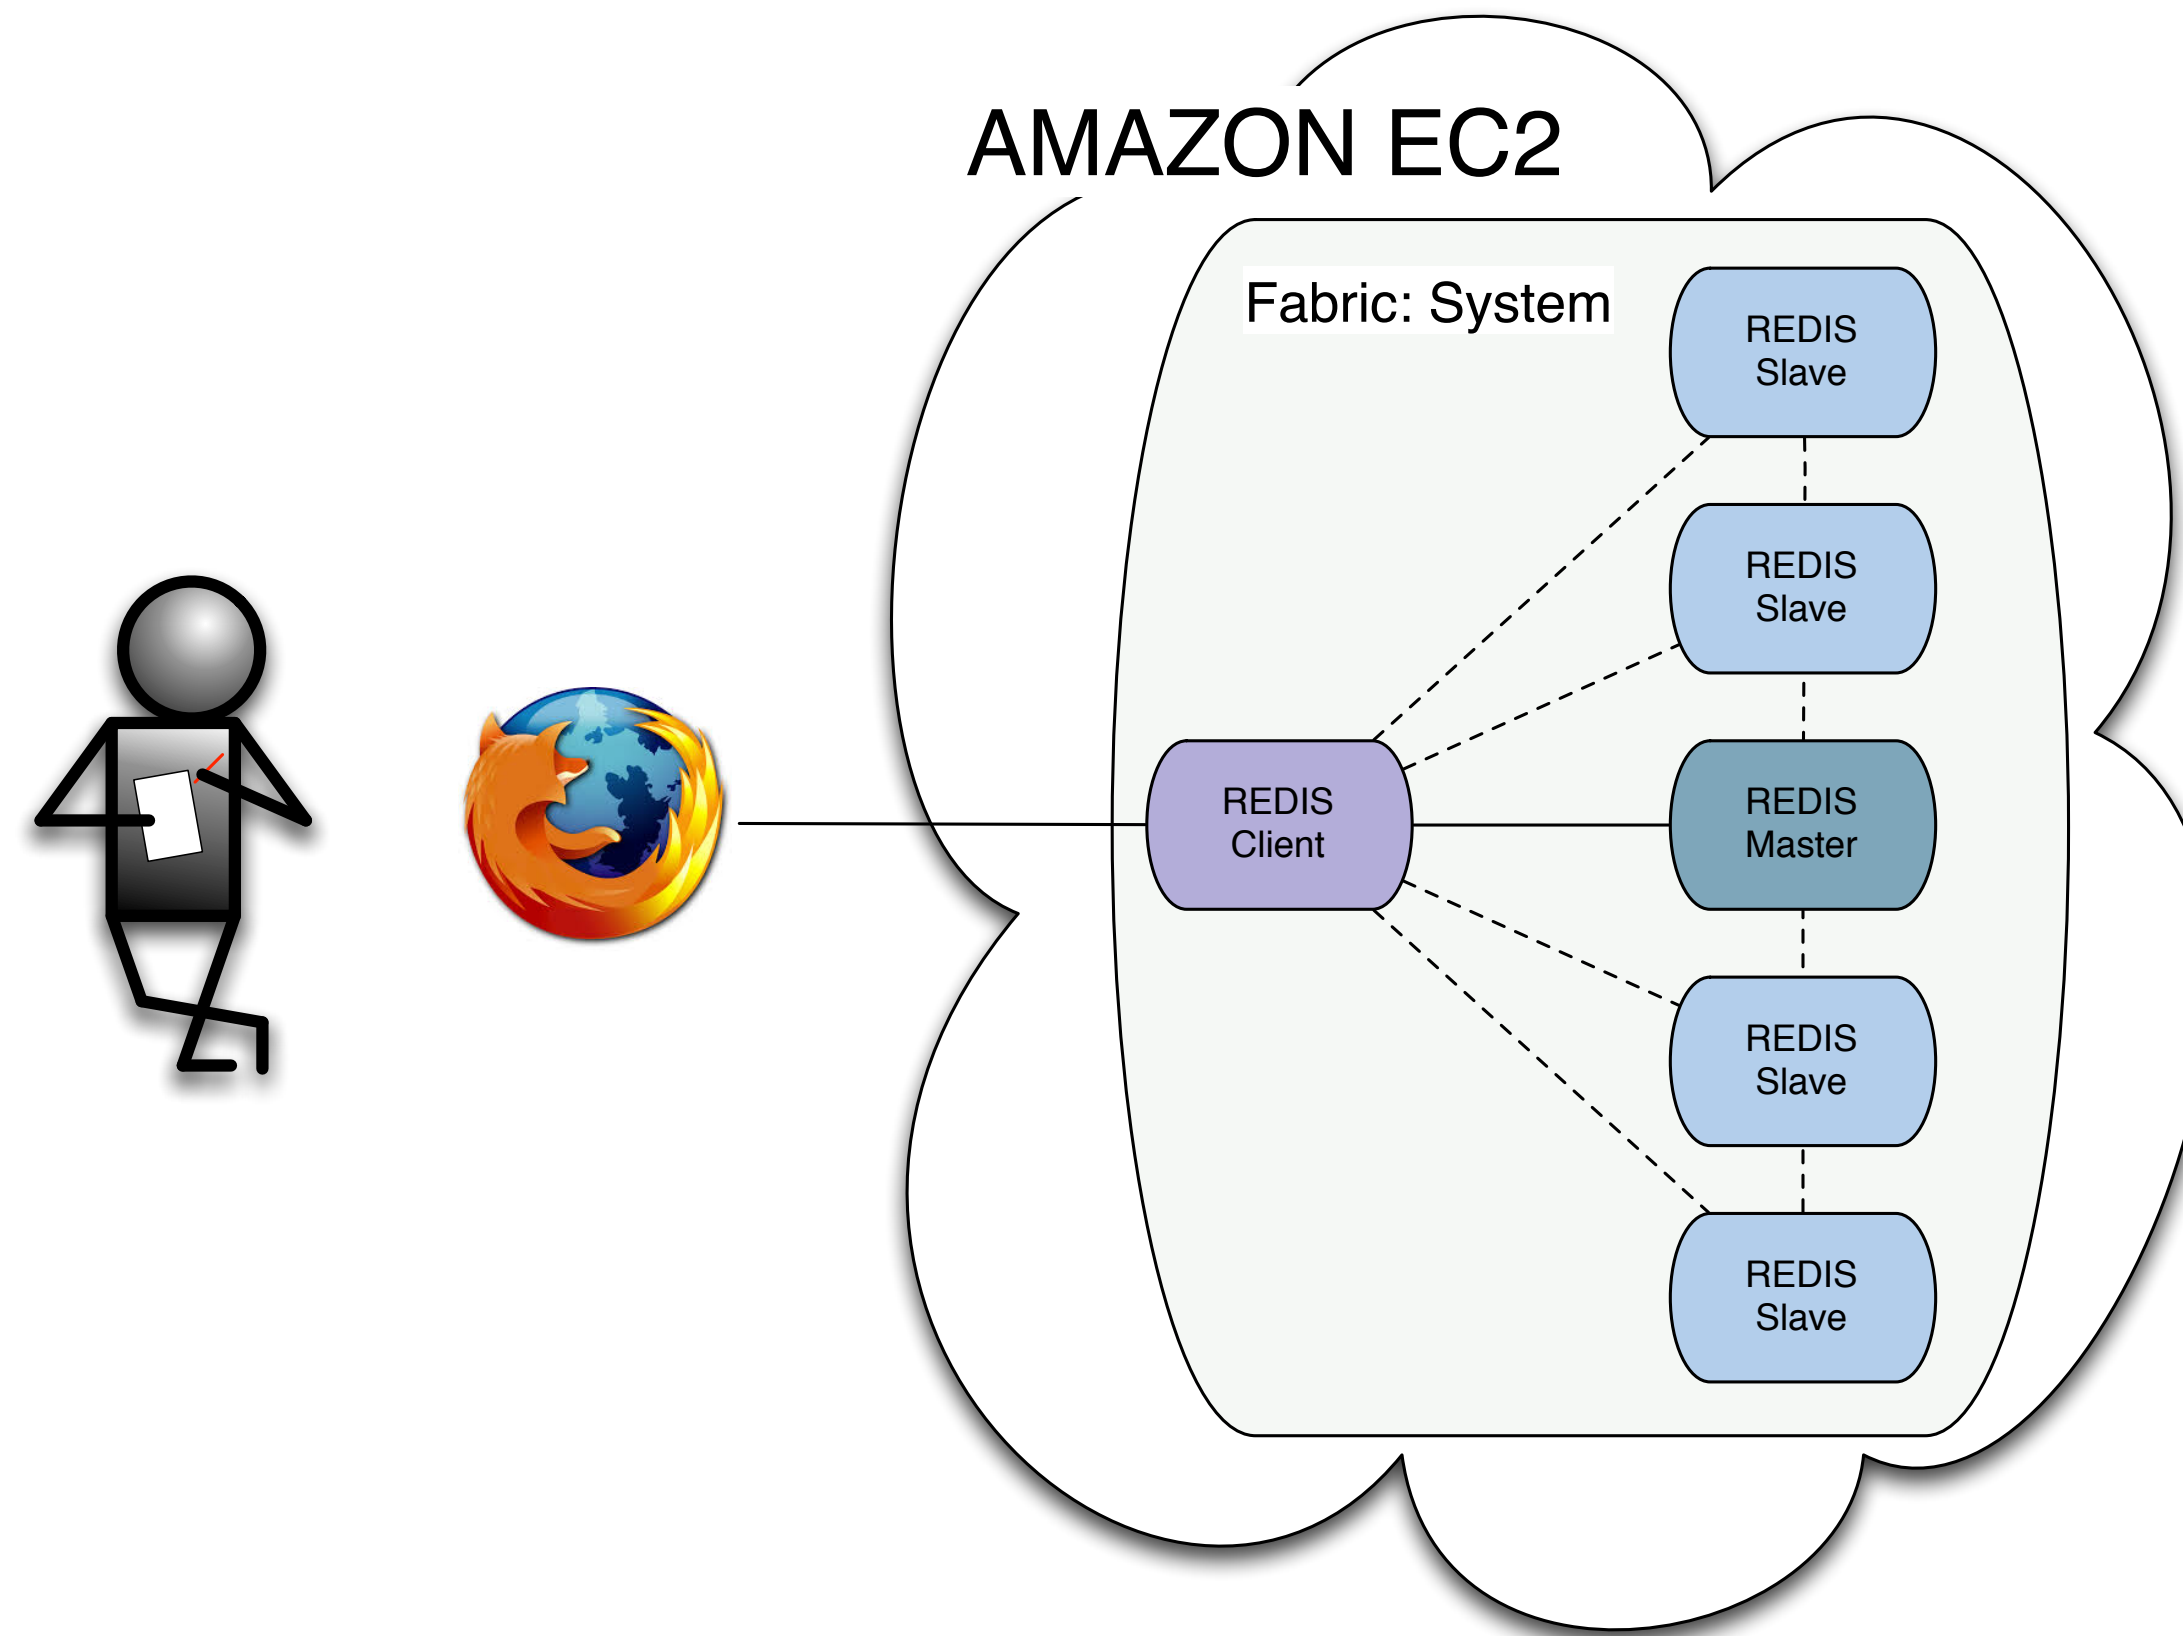 AMAZON EC2
Fabric: System
REDIS
Slave
REDIS
Slave
REDIS
Client
REDIS
Master
REDIS
Slave
REDIS
Slave